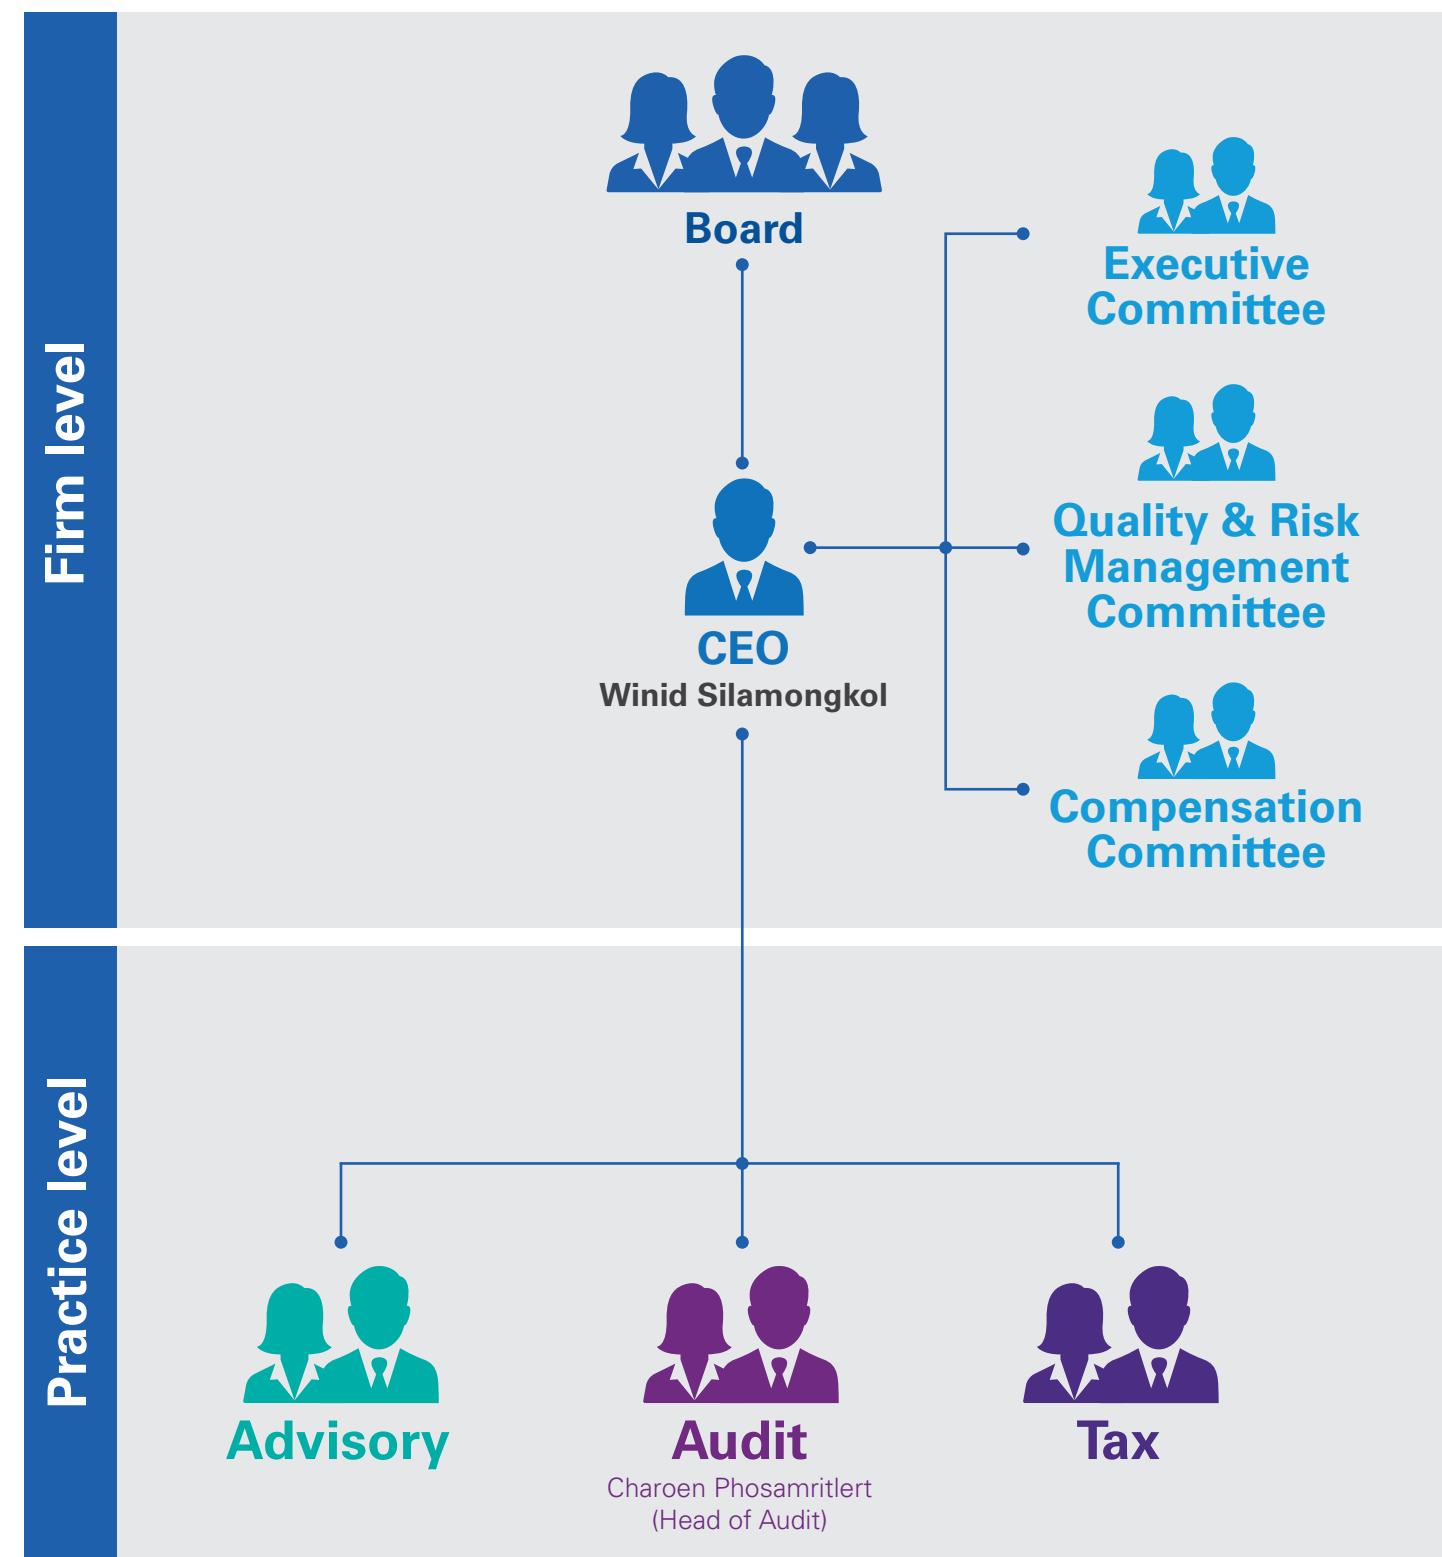 Firm level
Board
Executive
Committee
Quality & Risk
Management
Committee
CEO
Winid Silamongkol
Compensation
Committee
Practice level
Advisory
Audit
Charoen Phosamritlert
(Head of Audit)
Tax